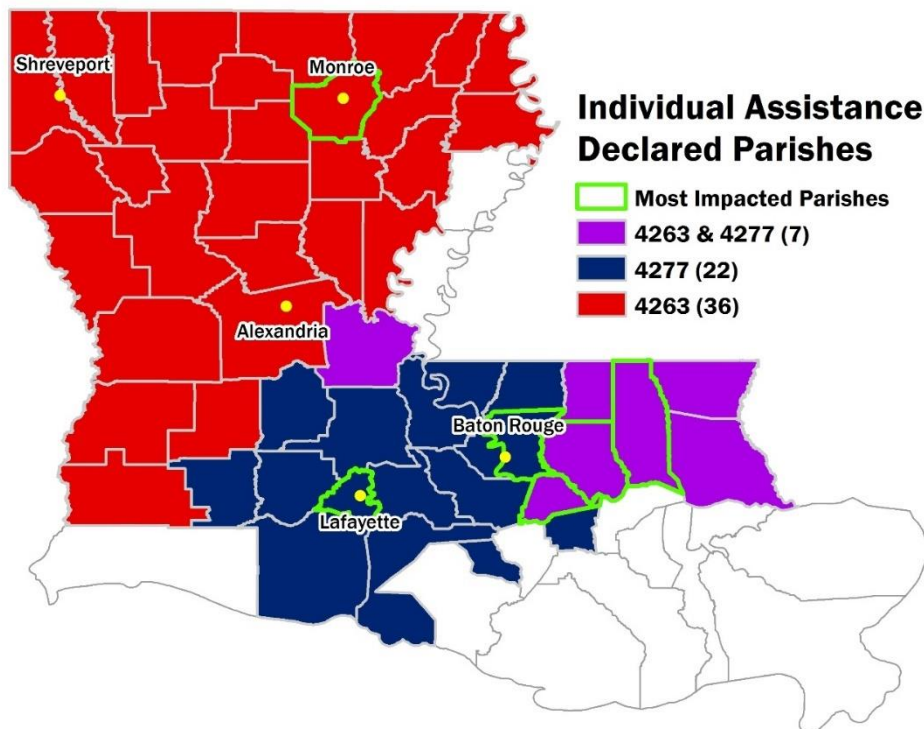 Shreveport
Monroe
Individual Assistance
Declared Parishes
Most Impacted Parishes
4263 & 4277 (7)
4277 (22)
4263 (36)
Alexandria
Baton Rouge
Lafayette